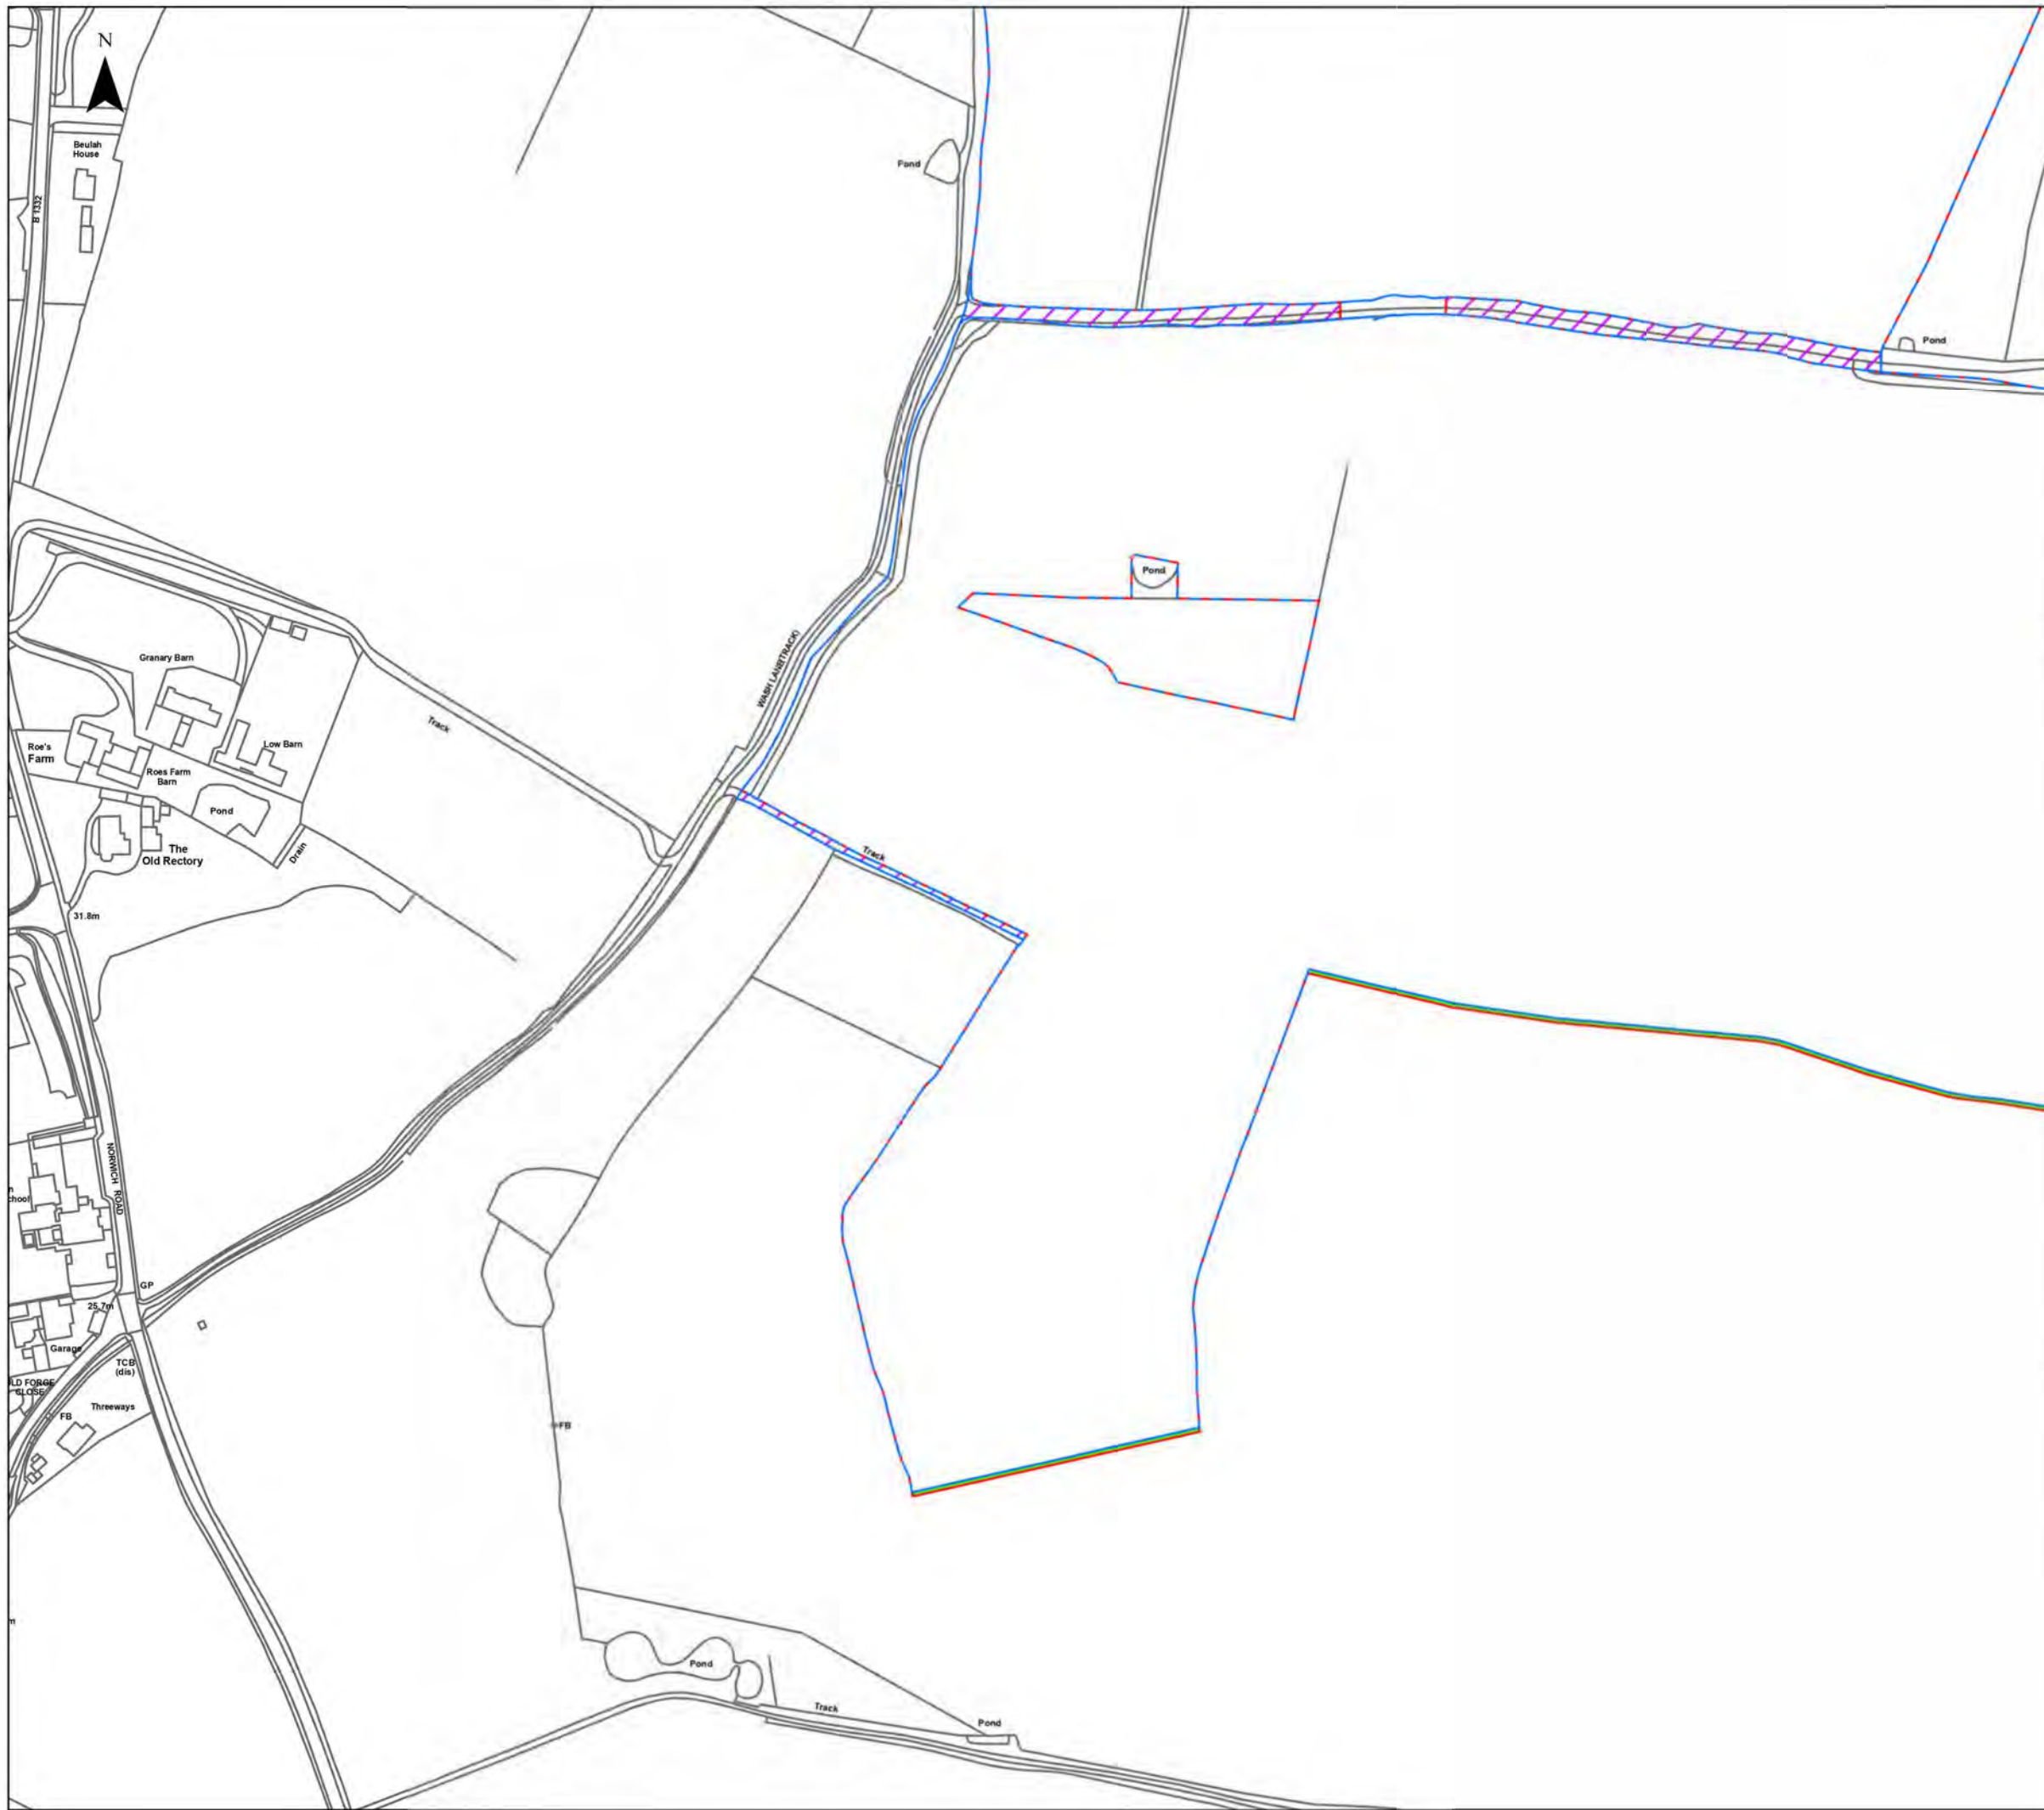 N
Beulah
House
B 1332
Pond
Pond
Pond
WASH LANE(TRACK)
Granary Barn
Track
Roe's
Farm
Low Barn
Roes Farm
Barn
Pond
The
Old Rectory
Drain
Track
31.8m
NORWICH ROAD
GP
25.7m
Garage
TCB
(dis)
Threeways
FB
FB
CLOSE
Pond
Track
Pond
m